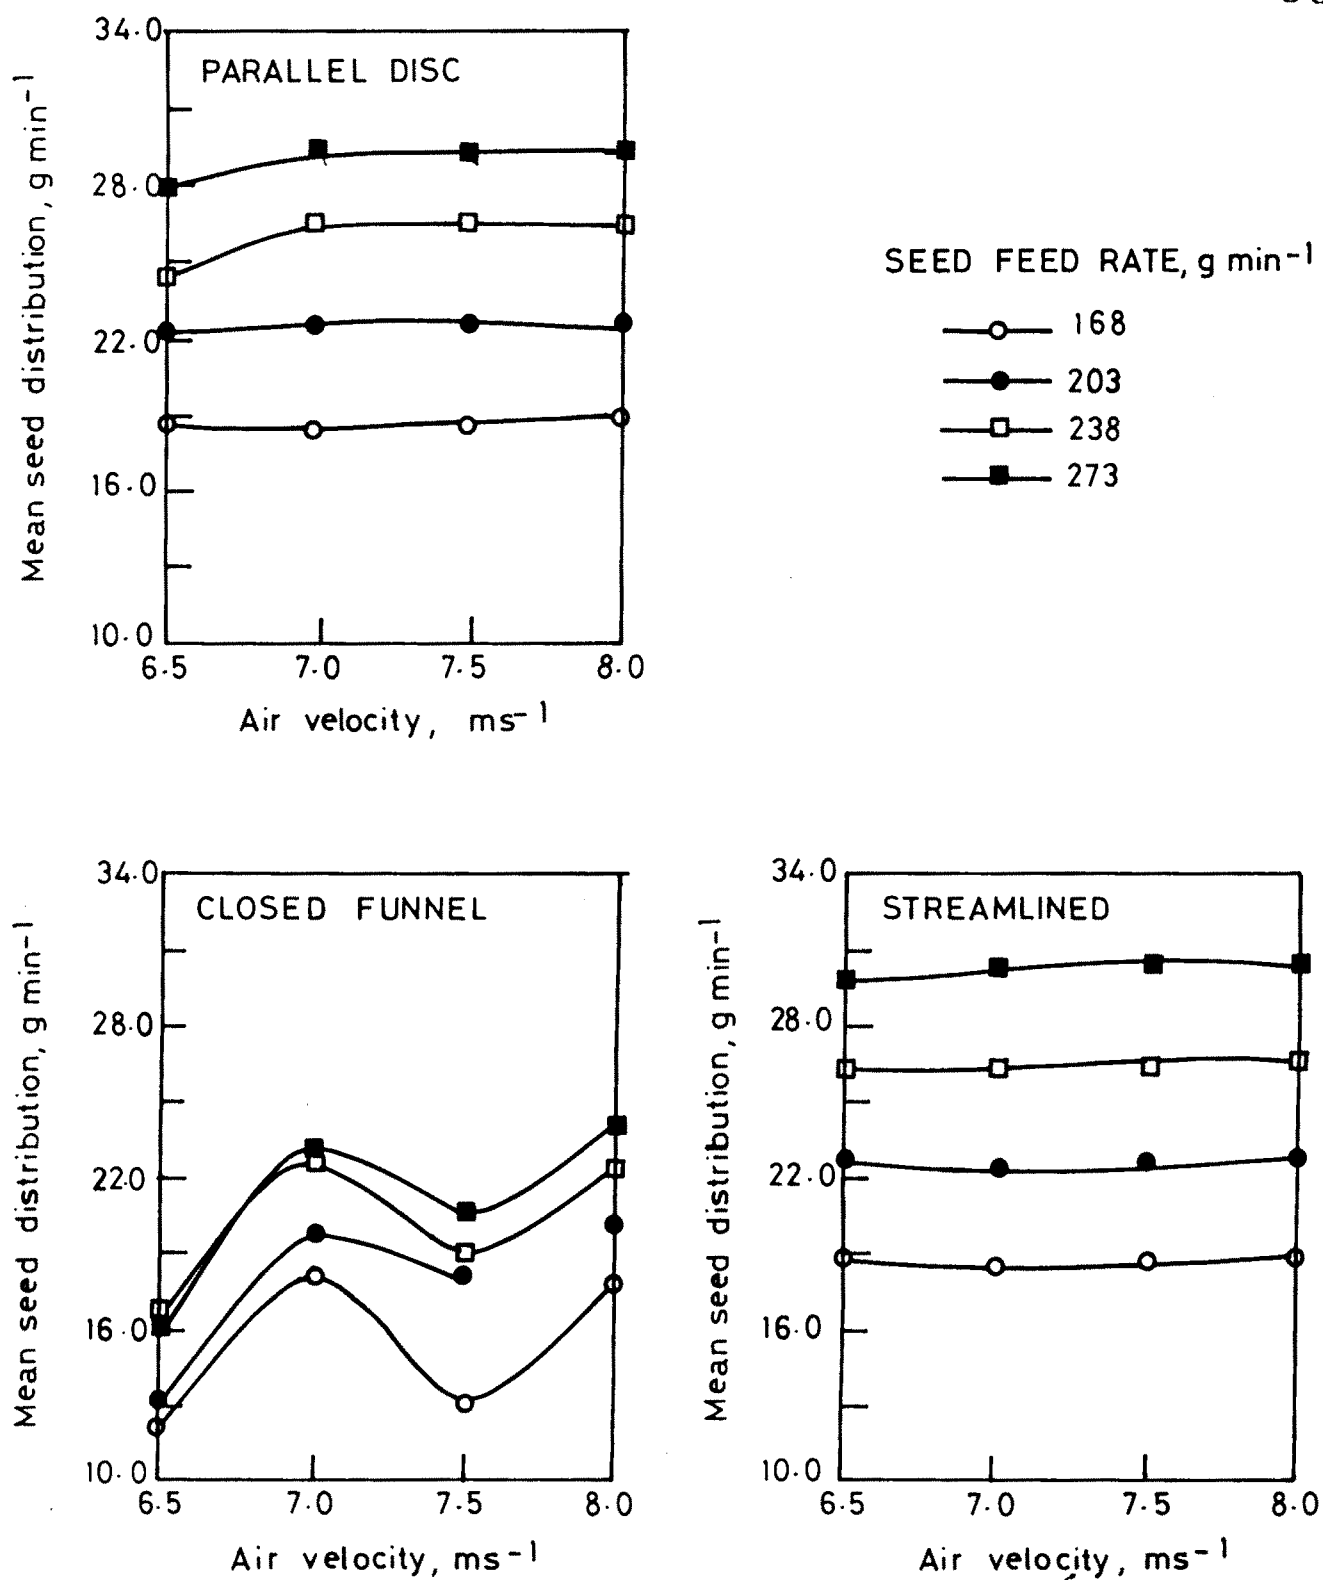 34.0
PARALLEL DISC
28.0
22.0
16.0
10.0
6.5 7.0 7.5 8.0
Air velocity, ms⁻¹
Mean seed distribution, g min⁻¹
SEED FEED RATE, g min⁻¹
168
203
238
273
34.0
CLOSED FUNNEL
28.0
22.0
16.0
10.0
6.5 7.0 7.5 8.0
Air velocity, ms⁻¹
Mean seed distribution, g min⁻¹
34.0
STREAMLINED
28.0
22.0
16.0
10.0
6.5 7.0 7.5 8.0
Air velocity, ms⁻¹
Mean seed distribution, g min⁻¹